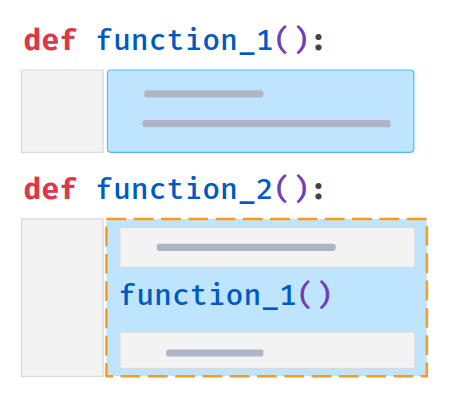 def function_1():
def function_2():
function_1()